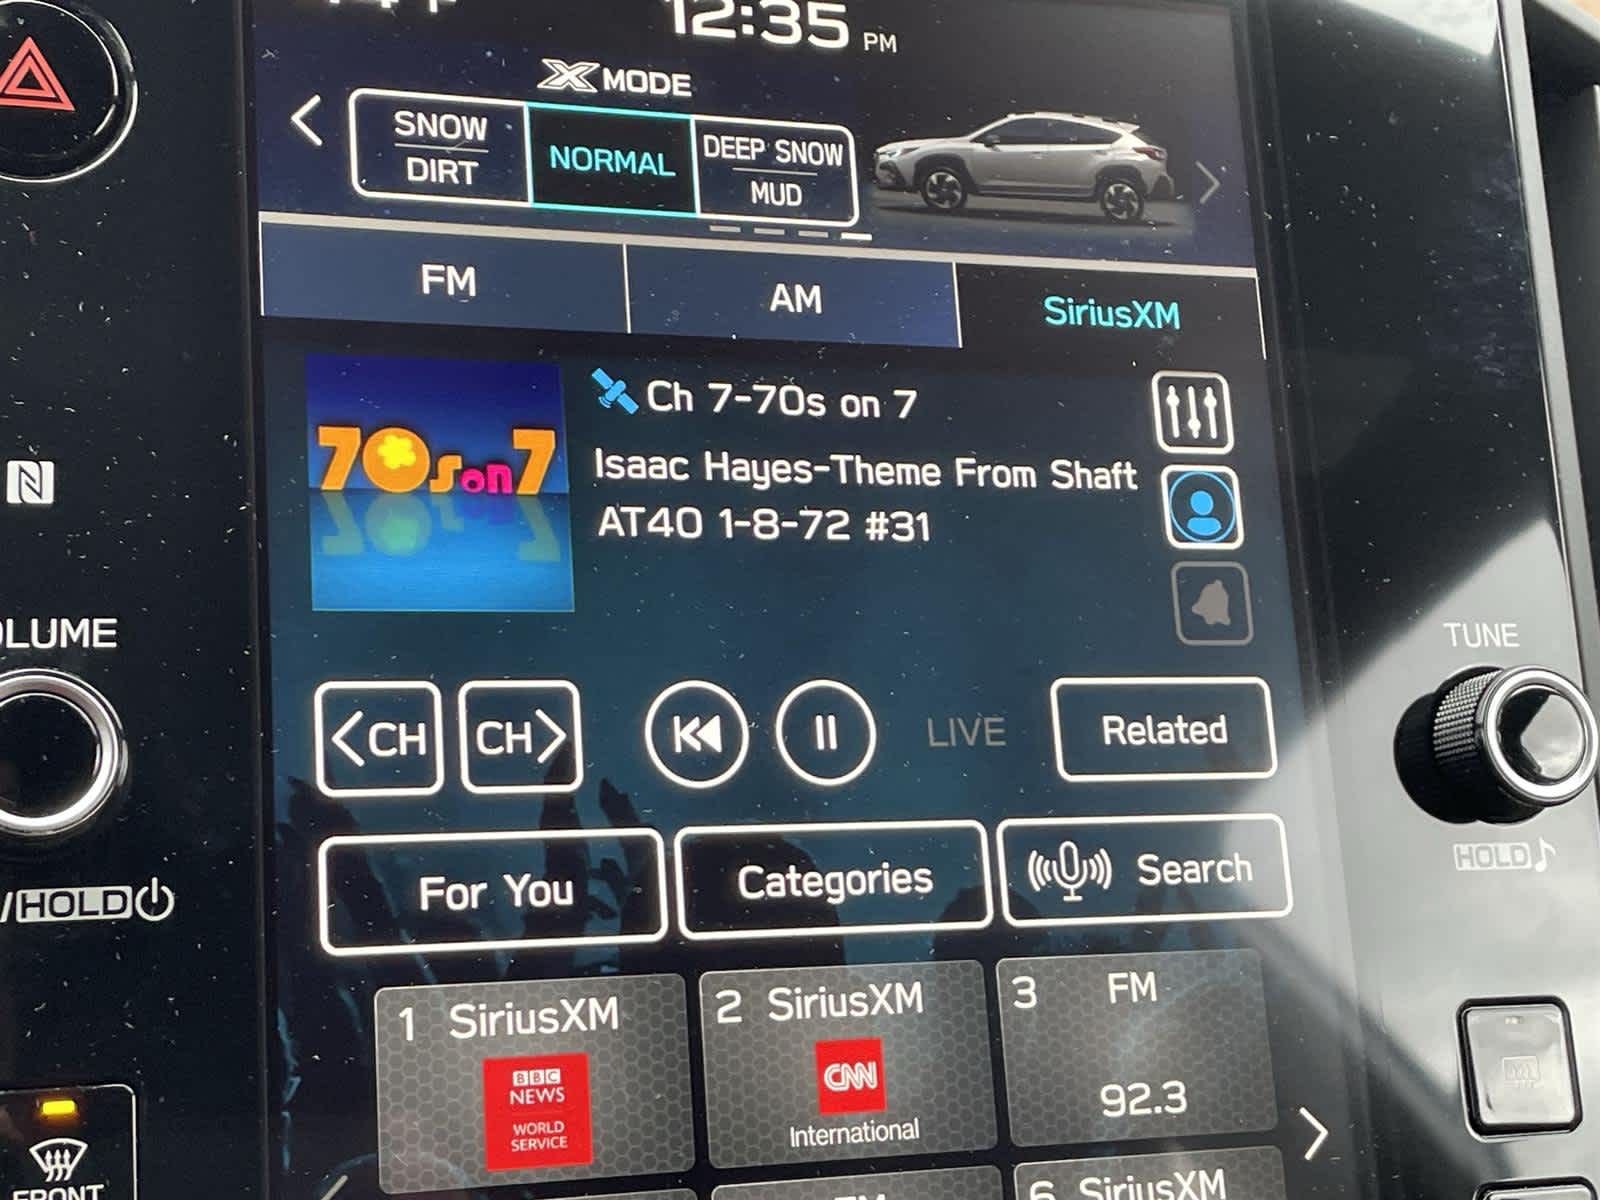 12:35 PM
X MODE
SNOW
DIRT
NORMAL
DEEP SNOW
MUD
FM
AM
SiriusXM
70s on 7
Ch 7-70s on 7
Isaac Hayes-Theme From Shaft
AT40 1-8-72 #31
OLUME
TUNE
<CH
CH>
LIVE
Related
HOLD
/HOLD
For You
Categories
Search
1 SiriusXM
BBC
NEWS
WORLD
SERVICE
2 SiriusXM
CNN
International
3 FM
92.3
FRONT
FM
6 SiriusXM